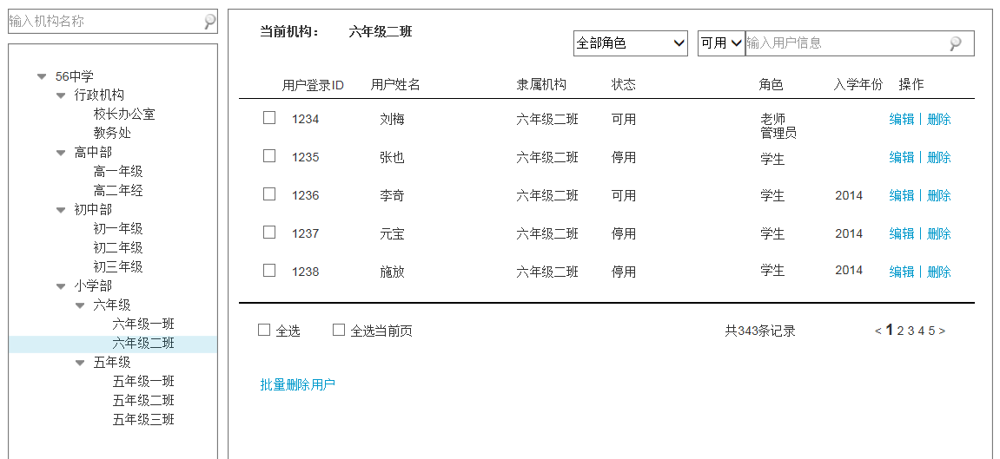 输入机构名称
56中学
行政机构
校长办公室
教务处
高中部
高一年级
高二年经
初中部
初一年级
初二年级
初三年级
小学部
六年级
六年级一班
六年级二班
五年级
五年级一班
五年级二班
五年级三班
当前机构： 六年级二班
全部角色 可用 输入用户信息
用户登录ID 用户姓名 隶属机构 状态 角色 入学年份 操作
1234 刘梅 六年级二班 可用 老师 编辑 | 删除
管理员
1235 张也 六年级二班 停用 学生 编辑 | 删除
1236 李奇 六年级二班 可用 学生 2014 编辑 | 删除
1237 元宝 六年级二班 停用 学生 2014 编辑 | 删除
1238 施放 六年级二班 停用 学生 2014 编辑 | 删除
全选 全选当前页 共343条记录 < 1 2 3 4 5 >
批量删除用户